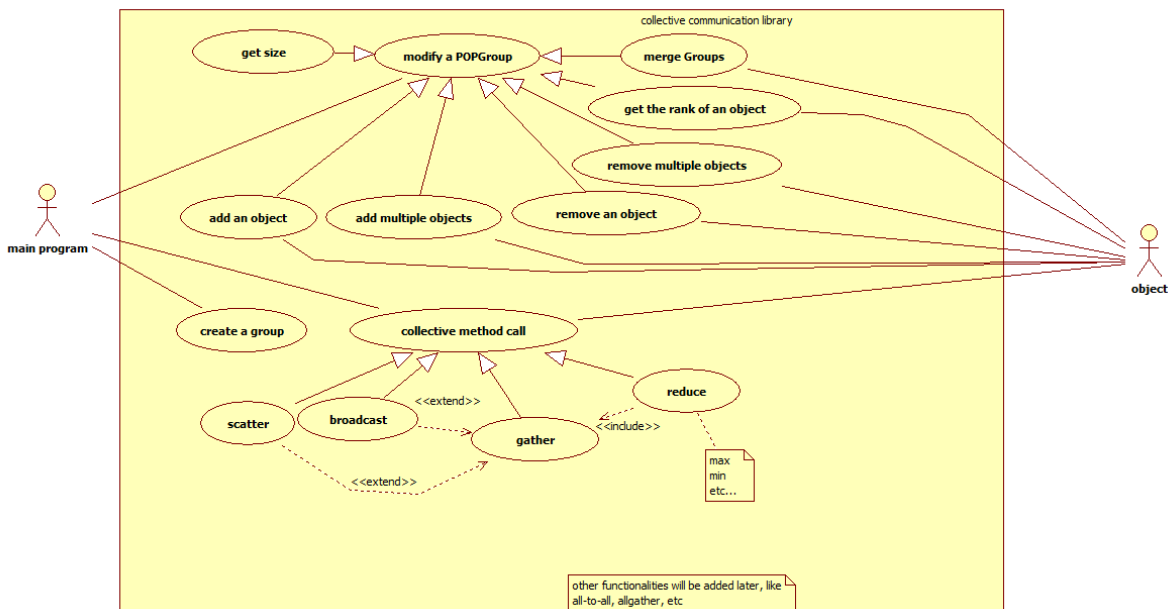 collective communication library
get size
modify a POPGroup
merge Groups
get the rank of an object
remove multiple objects
add an object
add multiple objects
remove an object
main program
object
create a group
collective method call
reduce
<<extend>>
scatter
broadcast
<<include>>
gather
max
min
etc...
<<extend>>
other functionalities will be added later, like
all-to-all, allgather, etc